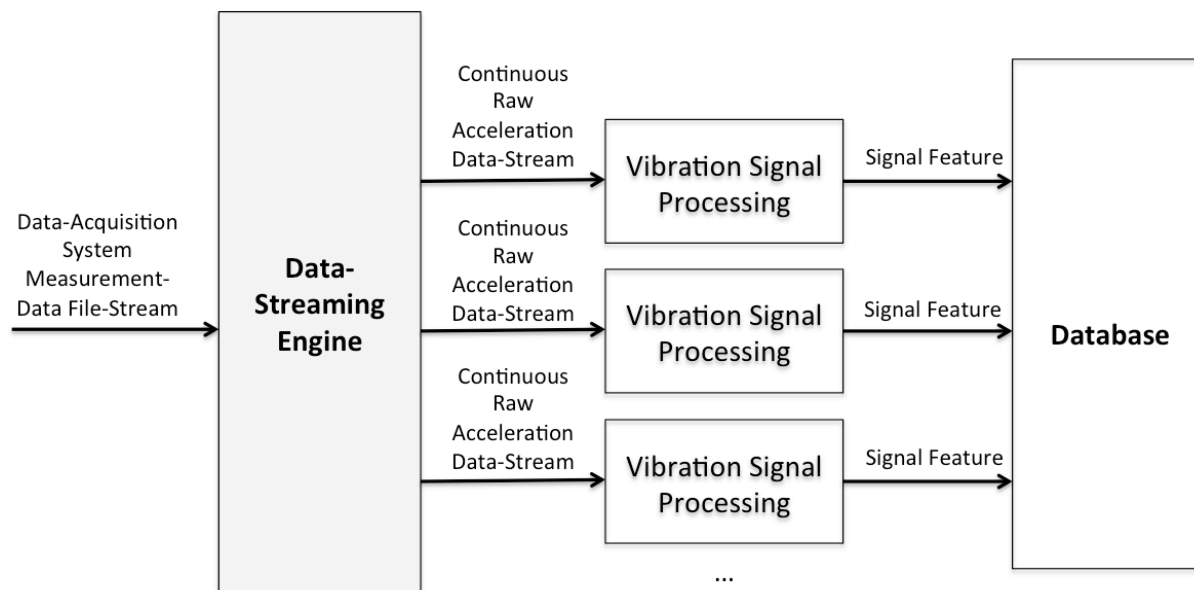 Data-Acquisition
System
Measurement-
Data File-Stream
Data-
Streaming
Engine
Continuous
Raw
Acceleration
Data-Stream
Vibration Signal
Processing
Signal Feature
Continuous
Raw
Acceleration
Data-Stream
Vibration Signal
Processing
Signal Feature
Continuous
Raw
Acceleration
Data-Stream
Vibration Signal
Processing
Signal Feature
...
Database